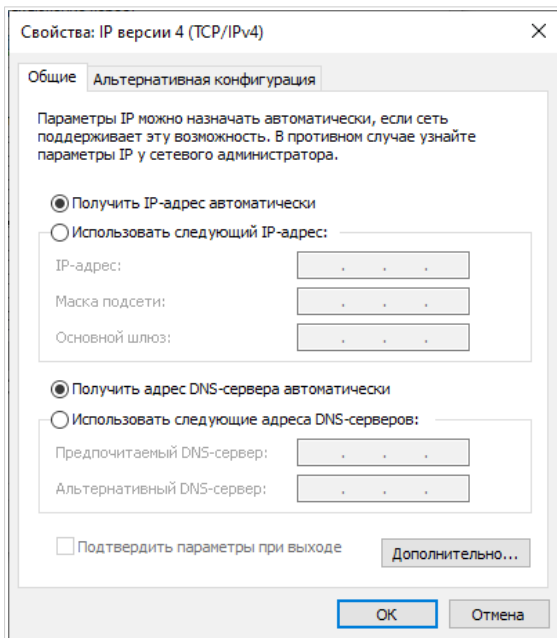 Свойства: IP версии 4 (TCP/IPv4)
Общие
Альтернативная конфигурация
Параметры IP можно назначать автоматически, если сеть
поддерживает эту возможность. В противном случае узнайте
параметры IP у сетевого администратора.
Получить IP-адрес автоматически
Использовать следующий IP-адрес:
IP-адрес:
Маска подсети:
Основной шлюз:
Получить адрес DNS-сервера автоматически
Использовать следующие адреса DNS-серверов:
Предпочитаемый DNS-сервер:
Альтернативный DNS-сервер:
Подтвердить параметры при выходе
Дополнительно...
ОК
Отмена